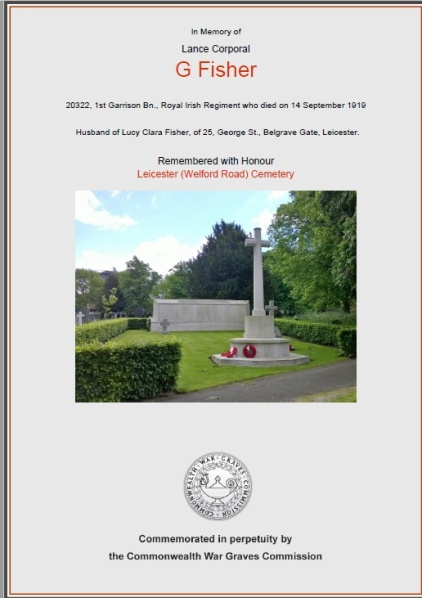 In Memory of
Lance Corporal
G Fisher
20322, 1st Garrison Bn., Royal Irish Regiment who died on 14 September 1919
Husband of Lucy Clara Fisher, of 25, George St., Belgrave Gate, Leicester.
Remembered with Honour
Leicester (Welford Road) Cemetery
COMMONWEALTH · WAR · GRAVES · COMMISSION
Commemorated in perpetuity by
the Commonwealth War Graves Commission